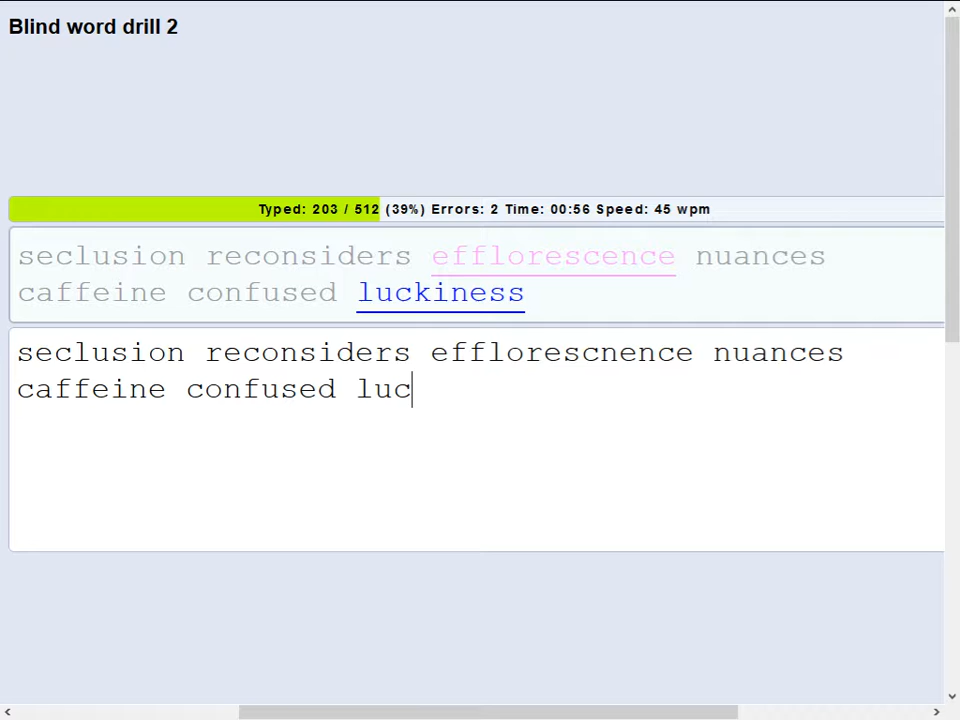 Blind word drill 2
Typed: 203 / 512 (39%) Errors: 2 Time: 00:56 Speed: 45 wpm
seclusion reconsiders efflorescence nuances
caffeine confused luckiness
seclusion reconsiders efflorescnence nuances
caffeine confused luc